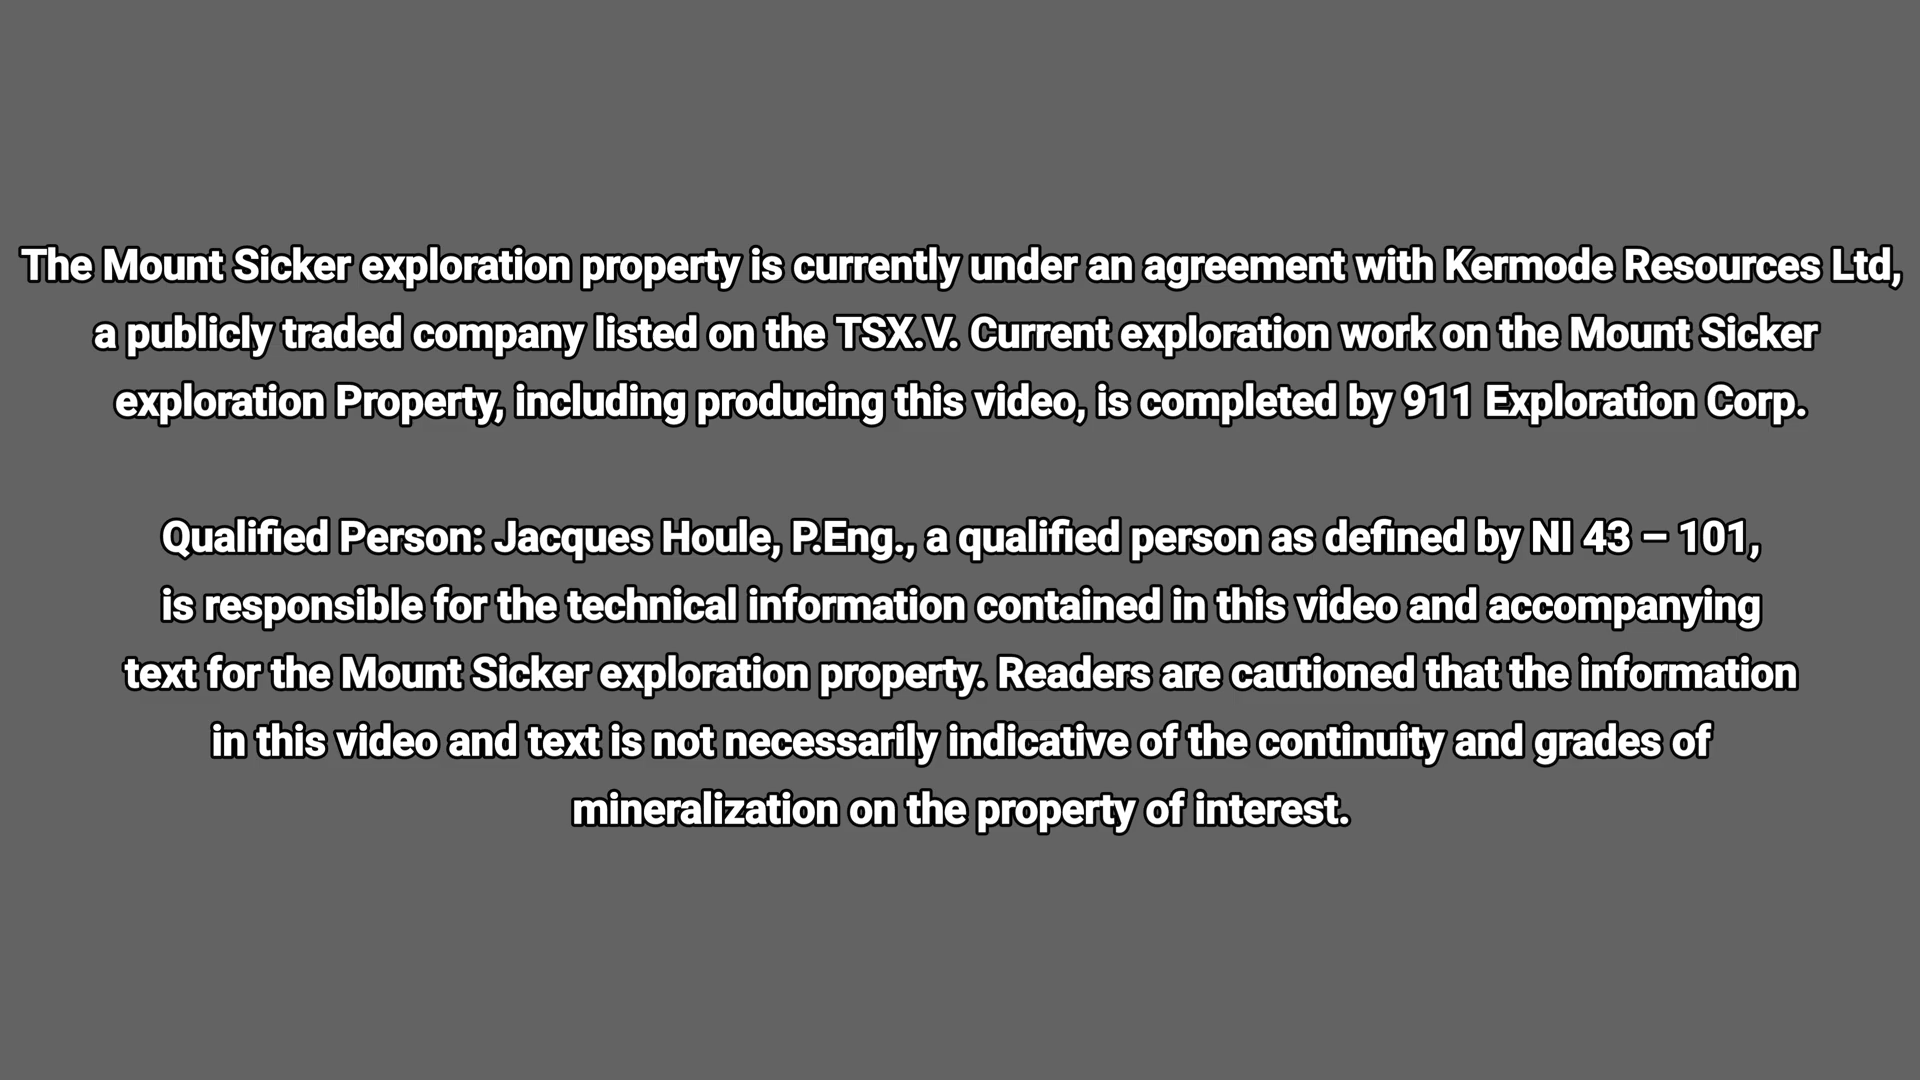 The Mount Sicker exploration property is currently under an agreement with Kermode Resources Ltd,
a publicly traded company listed on the TSX.V. Current exploration work on the Mount Sicker
exploration Property, including producing this video, is completed by 911 Exploration Corp.
Qualified Person: Jacques Houle, P.Eng., a qualified person as defined by NI 43 – 101,
is responsible for the technical information contained in this video and accompanying
text for the Mount Sicker exploration property. Readers are cautioned that the information
in this video and text is not necessarily indicative of the continuity and grades of
mineralization on the property of interest.